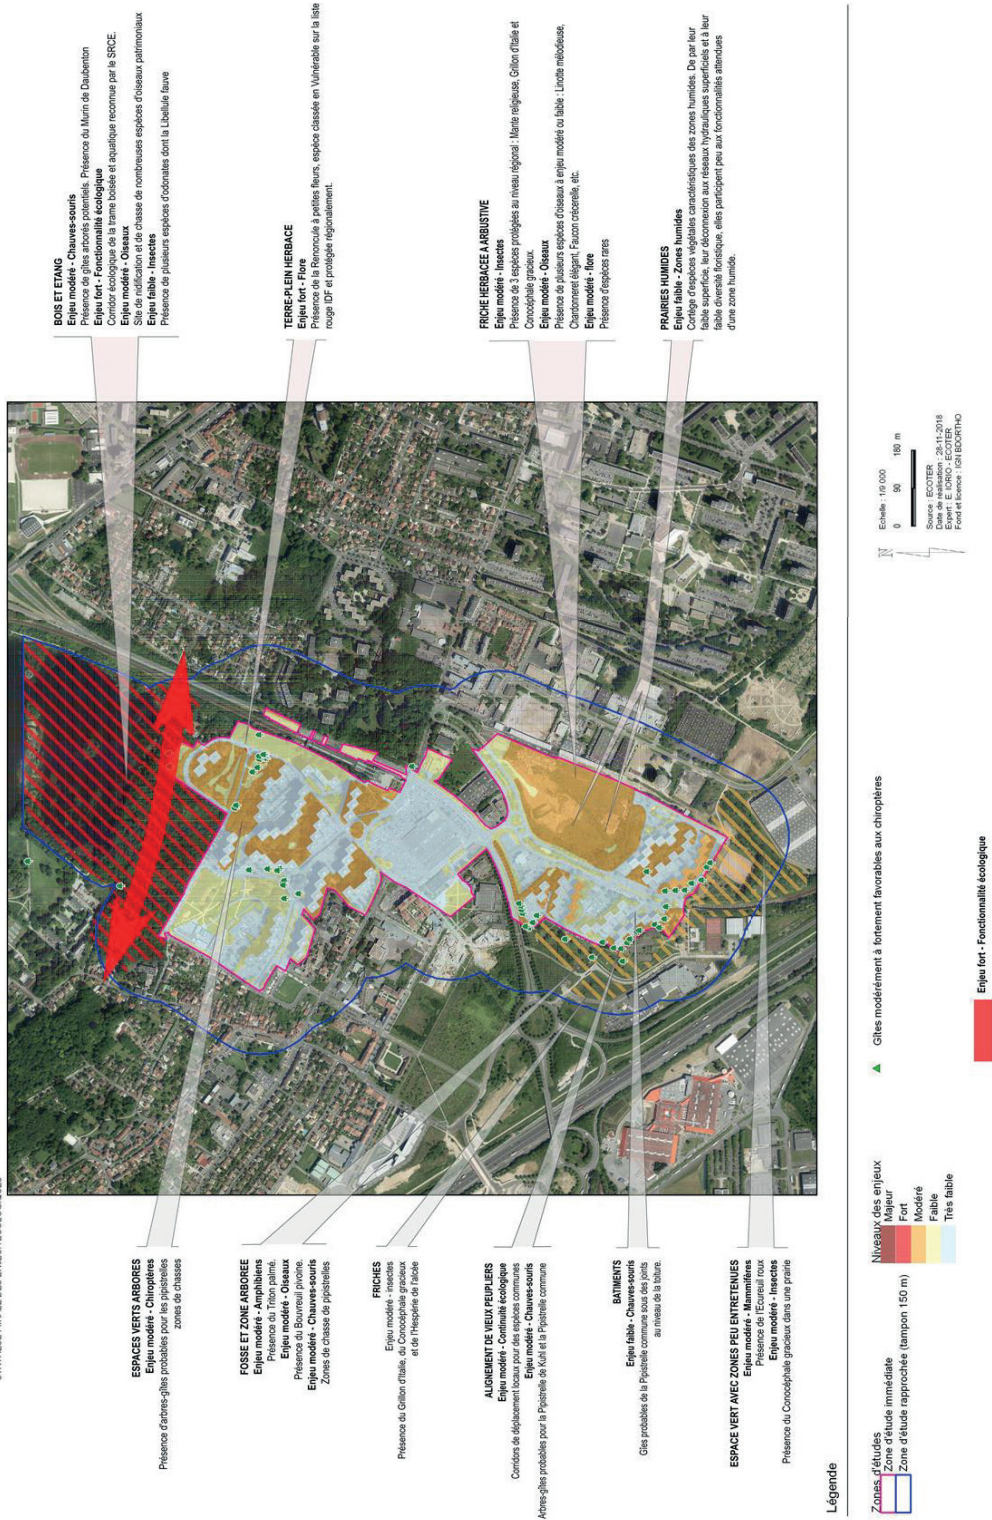 BOIS ET ETANG
Enjeu modéré - Chauves-souris
Présence de gîtes arborés potentiels. Présence du Murin de Daubenton
Enjeu fort - Fonctionnalité écologique
Corridor écologique de la trame boisée et aquatique reconnue par le SRCE.
Enjeu modéré - Oiseaux
Site de nidification et de chasse de nombreuses espèces d'oiseaux patrimoniaux
Enjeu faible - Insectes
Présence de plusieurs espèces d'odonates dont la Libellule fauve
TERRE-PLEIN HERBACE
Enjeu fort - Flore
Présence de la Renoncule à petites fleurs, espèce classée en Vulnérable sur la liste
rouge IDF et protégée régionalement.
FRICHE HERBACEE A ARBUSTIVE
Enjeu modéré - Insectes
Présence de 3 espèces protégées au niveau régional : Mante religieuse, Grillon d'Italie et
Conocéphale gracieux.
Enjeu modéré - Oiseaux
Présence de plusieurs espèces d'oiseaux à enjeu modéré ou faible : Linotte mélodieuse,
Chardonneret élégant, Faucon crécerelle, etc.
Enjeu modéré - flore
Présence d'espèces rares
PRAIRIES HUMIDES
Enjeu faible - Zones humides
Cortège d'espèces végétales caractéristiques des zones humides. De par leur
faible superficie, leur déconnexion aux réseaux hydrauliques superficiels et à leur
faible diversité floristique, elles participent peu aux fonctionnalités attendues
d'une zone humide.
ESPACES VERTS ARBORES
Enjeu modéré - Chiroptères
Présence d'arbres-gîtes probables pour les pipistrelles
zones de chasses
FOSSE ET ZONE ARBOREE
Enjeu modéré - Amphibiens
Présence du Triton palmé.
Enjeu modéré - Oiseaux
Présence du Bouvreuil pivoine.
Enjeu modéré - Chauves-souris
Zones de chasse de pipistrelles
FRICHES
Enjeu modéré - insectes
Présence du Grillon d'Italie, du Conocéphale gracieux
et de l'Hespérie de l'alcée
ALIGNEMENT DE VIEUX PEUPLIERS
Enjeu modéré - Continuité écologique
Corridors de déplacement locaux pour des espèces communes
Enjeu modéré - Chauves-souris
Arbres-gîtes probables pour la Pipistrelle de Kuhl et la Pipistrelle commune
BATIMENTS
Enjeu faible - Chauves-souris
Gîes probables de la Pipistrelle commune sous des joints
au niveau de la toiture.
ESPACE VERT AVEC ZONES PEU ENTRETENUES
Enjeu modéré - Mammifères
Présence de l'Ecureuil roux
Enjeu modéré - Insectes
Présence du Conocéphale gracieux dans une prairie
Légende
Zones d'études
Zone d'étude immédiate
Zone d'étude rapprochée (tampon 150 m)
Niveaux des enjeux
Majeur
Fort
Modéré
Faible
Très faible
Gîtes modérément à fortement favorables aux chiroptères
Enjeu fort - Fonctionnalité écologique
N
Echelle : 1/9 000
0 90 180 m
Source : ECOTER
Date de réalisation : 28-11-2018
Expert : E. IORIO - ECOTER
Fond et licence : IGN BDORTHO